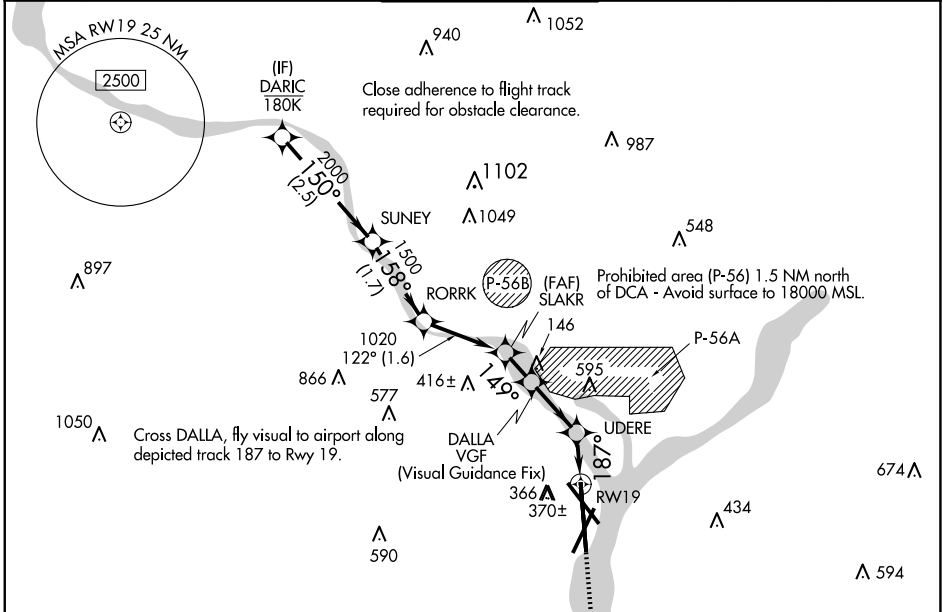 MSA RW19 25 NM
2500
940
1052
(IF)
DARIC
180K
Close adherence to flight track
required for obstacle clearance.
987
2000
150°
(2.5)
1102
1049
SUNEY
548
897
1500
158°
(1.7)
P-56B
(FAF)
SLAKR
Prohibited area (P-56) 1.5 NM north
of DCA - Avoid surface to 18000 MSL.
RORRK
146
P-56A
1020
122° (1.6)
866
416±
149°
595
577
1050
Cross DALLA, fly visual to airport along
depicted track 187 to Rwy 19.
DALLA
VGF
(Visual Guidance Fix)
UDERE
187°
674
366
370±
RW19
434
590
594